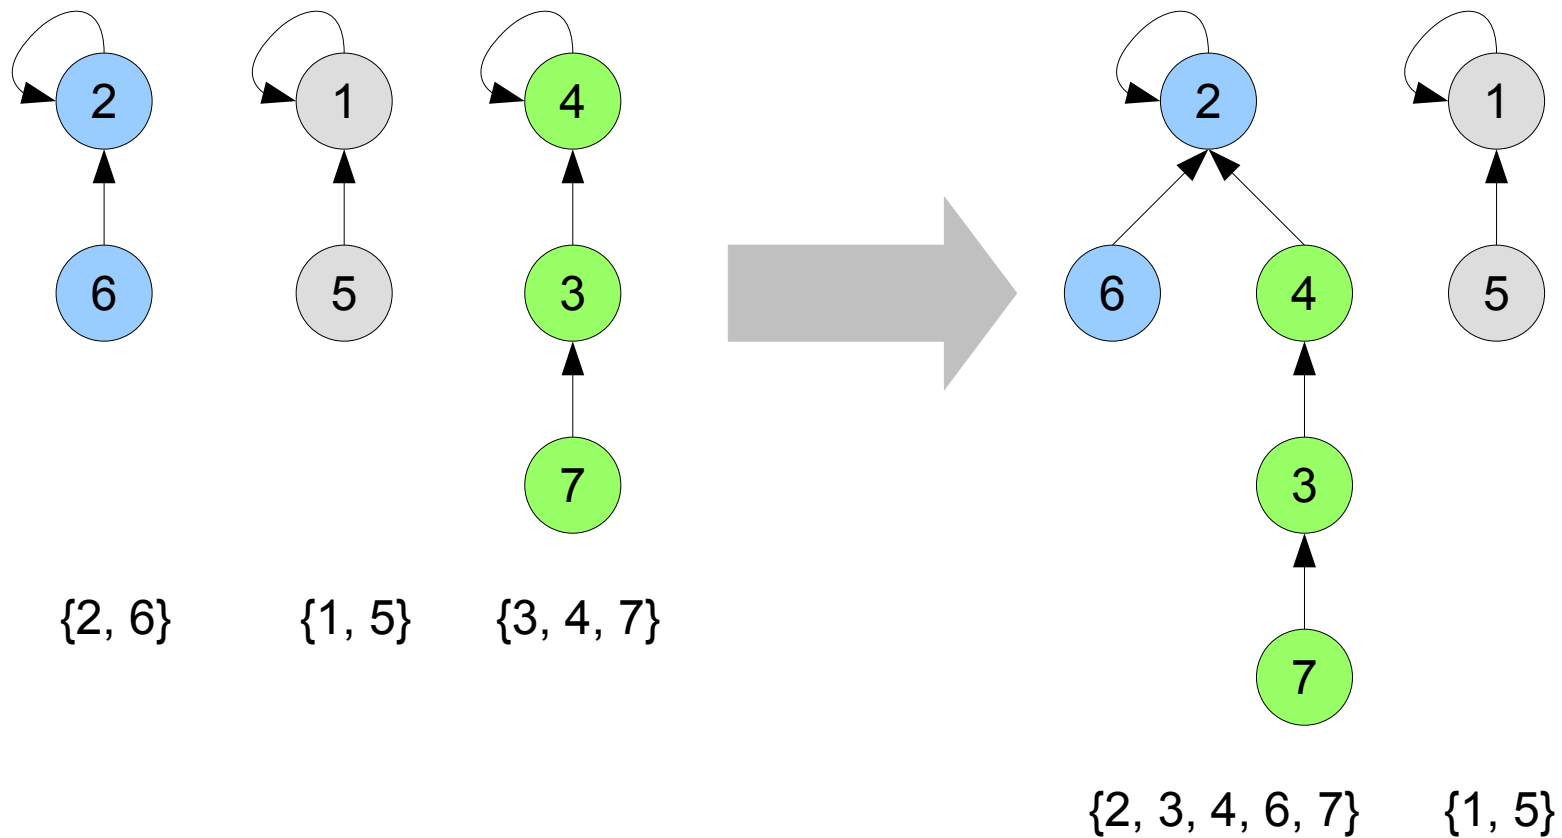 2 1 4 2 1
6 5 3 6 4 5
7 3
{2, 6} {1, 5} {3, 4, 7}
7
{2, 3, 4, 6, 7} {1, 5}